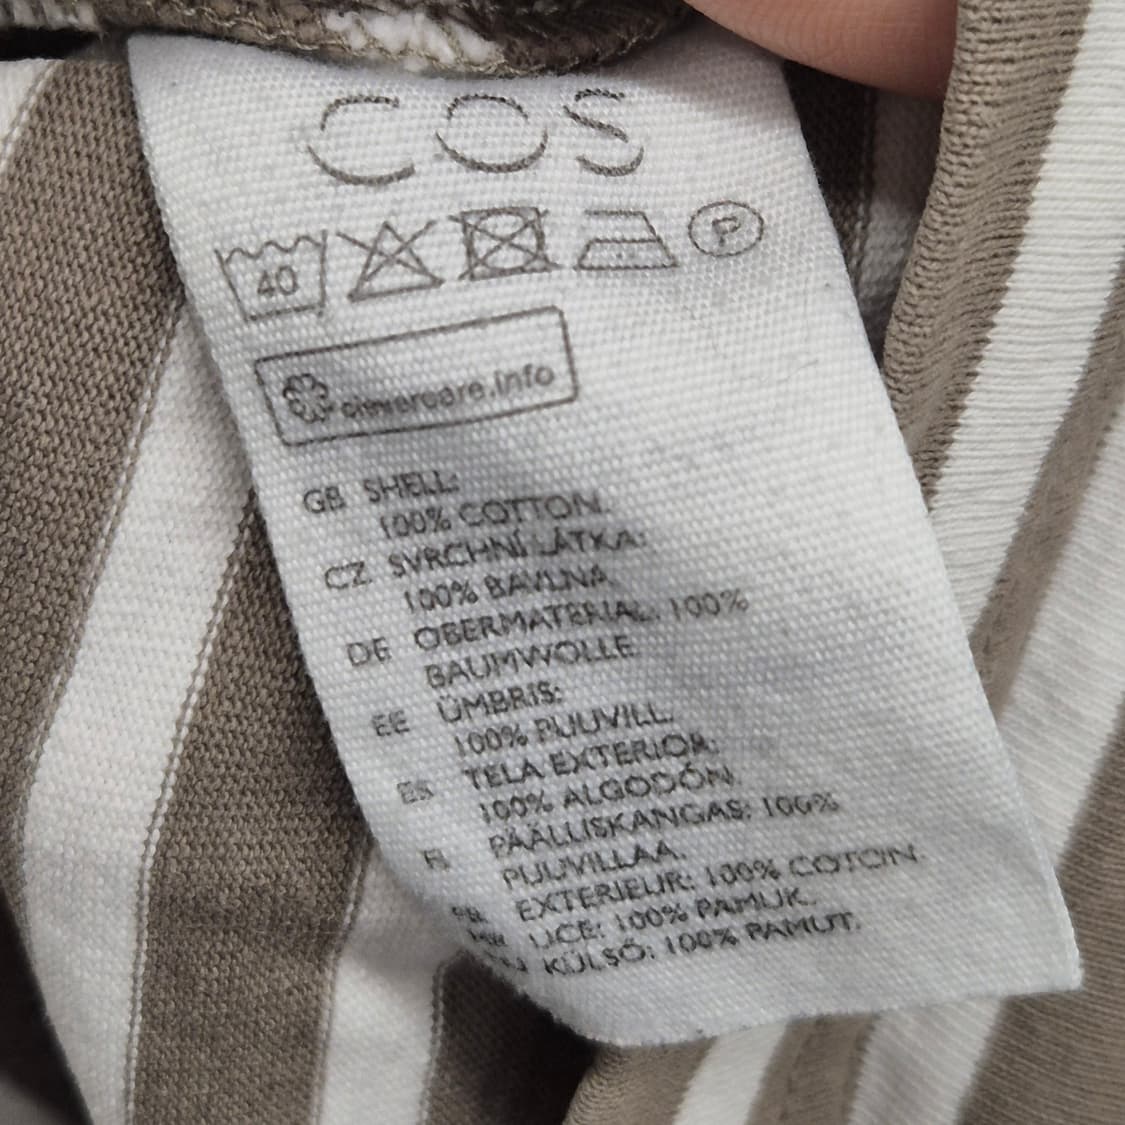 COS
40
P
clevercare.info
GB SHELL:
100% COTTON.
CZ SVRCHNÍ LÁTKA:
100% BAVLNA
DE OBERMATERIAL: 100%
BAUMWOLLE
EE ÜMBRIS:
100% PUUVILL.
ES TELA EXTERIOR:
100% ALGODÓN.
FI PÄÄLLISKANGAS: 100%
PUUVILLAA.
EXTERIEUR: 100% COTON.
LICE: 100% PAMUK.
KÜLSŐ: 100% PAMUT.